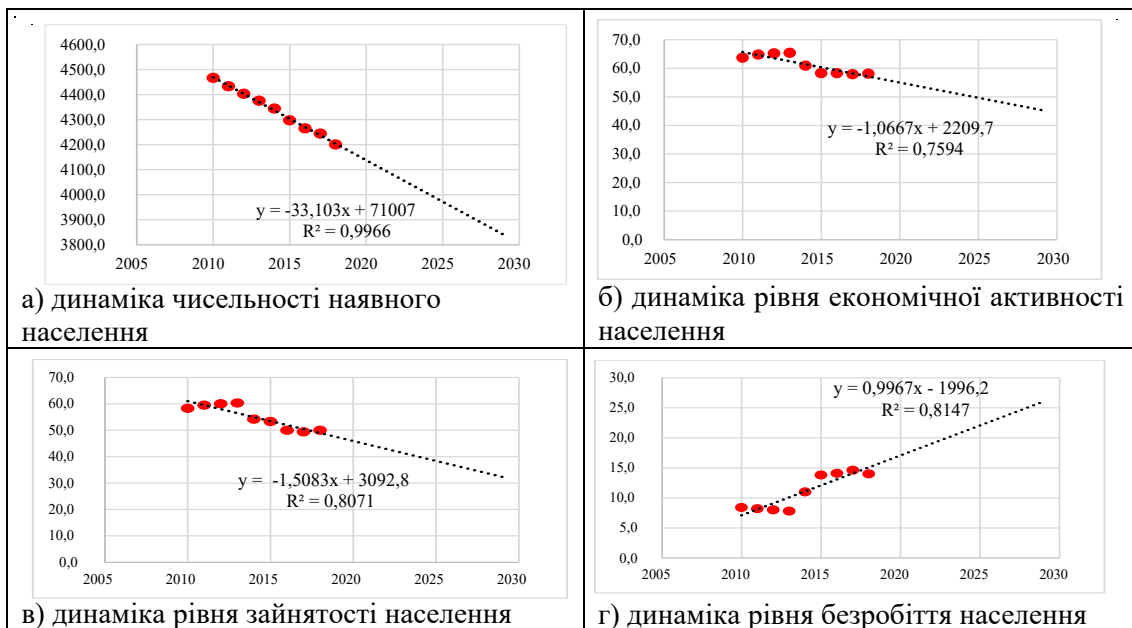 4600,0
4500,0
4400,0
4300,0
4200,0
4100,0
4000,0
3900,0
3800,0
2005 2010 2015 2020 2025 2030
y = -33,103x + 71007
R² = 0,9966
а) динаміка чисельності наявного
населення
70,0
60,0
50,0
40,0
30,0
20,0
10,0
0,0
2005 2010 2015 2020 2025 2030
y = -1,0667x + 2209,7
R² = 0,7594
б) динаміка рівня економічної активності
населення
70,0
60,0
50,0
40,0
30,0
20,0
10,0
0,0
2005 2010 2015 2020 2025 2030
y = -1,5083x + 3092,8
R² = 0,8071
в) динаміка рівня зайнятості населення
30,0
25,0
20,0
15,0
10,0
5,0
0,0
2005 2010 2015 2020 2025 2030
y = 0,9967x - 1996,2
R² = 0,8147
г) динаміка рівня безробіття населення